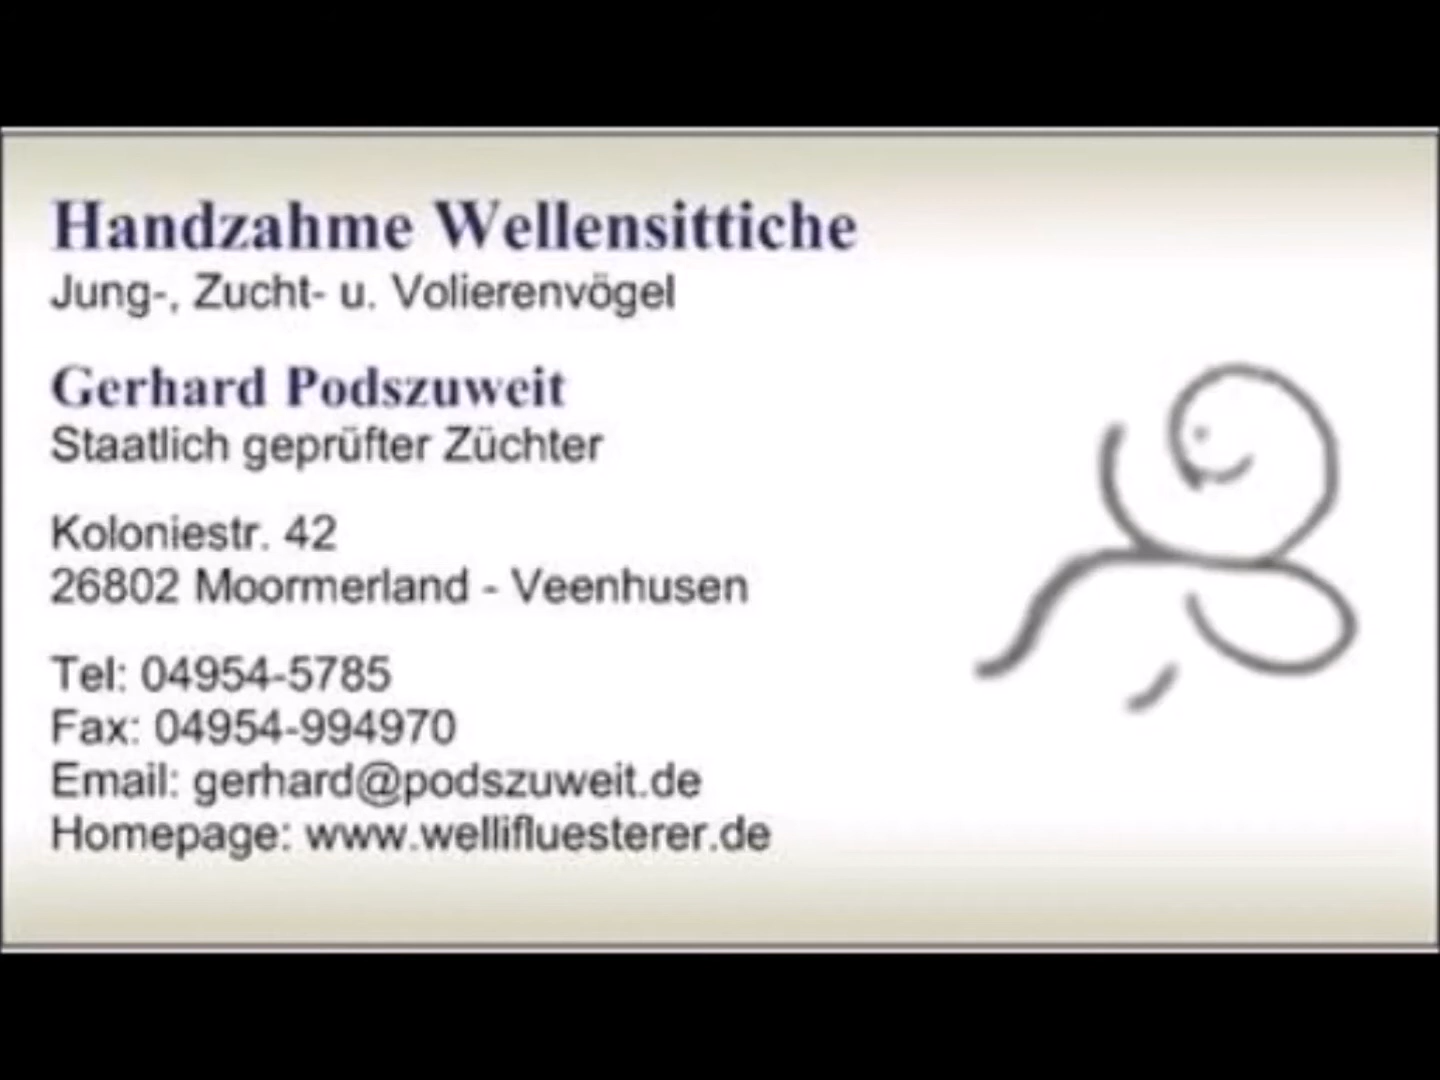 Handzahme Wellensittiche
Jung-, Zucht- u. Volierenvögel
Gerhard Podszuweit
Staatlich geprüfter Züchter
Koloniestr. 42
26802 Moormerland - Veenhusen
Tel: 04954-5785
Fax: 04954-994970
Email: gerhard@podszuweit.de
Homepage: www.wellifluesterer.de